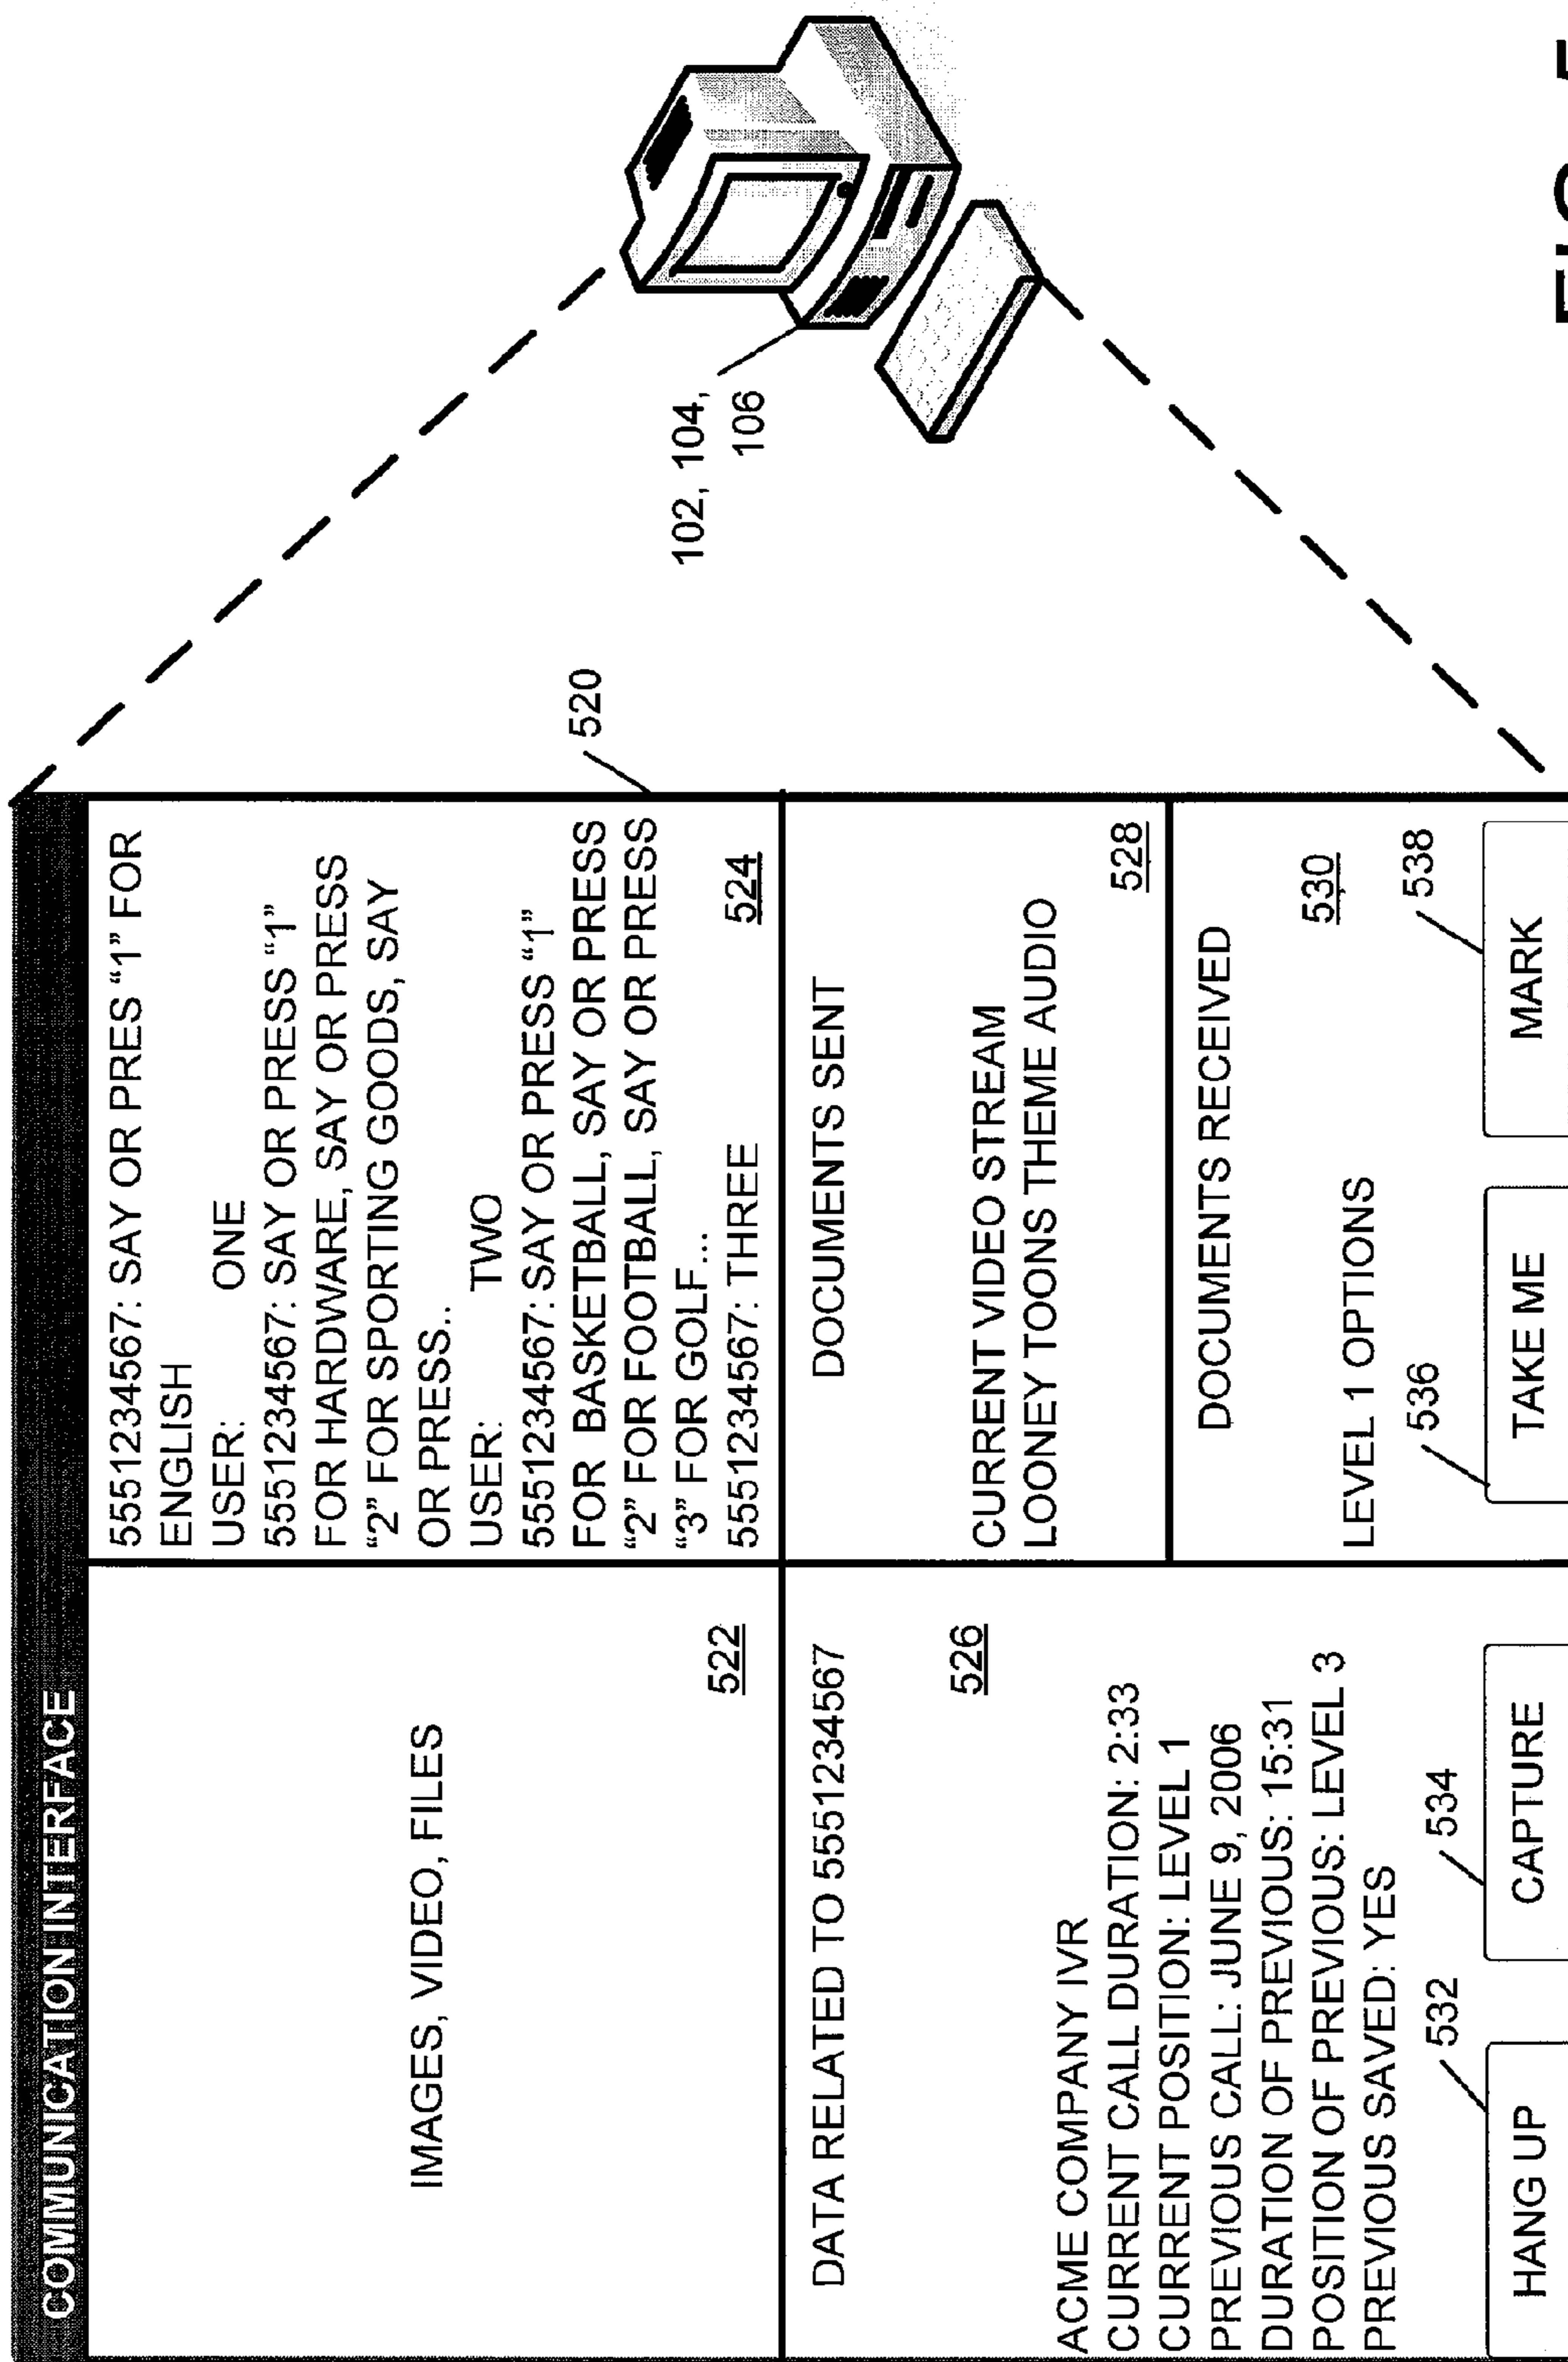 COMMUNICATION INTERFACE
IMAGES, VIDEO, FILES
522
5551234567: SAY OR PRES “1” FOR
ENGLISH
USER: ONE
5551234567: SAY OR PRESS “1”
FOR HARDWARE, SAY OR PRESS
“2” FOR SPORTING GOODS, SAY
OR PRESS..
USER: TWO
5551234567: SAY OR PRESS “1”
FOR BASKETBALL, SAY OR PRESS
“2” FOR FOOTBALL, SAY OR PRESS
“3” FOR GOLF...
5551234567: THREE
524
520
DATA RELATED TO 5551234567
526
ACME COMPANY IVR
CURRENT CALL DURATION: 2:33
CURRENT POSITION: LEVEL 1
PREVIOUS CALL: JUNE 9, 2006
DURATION OF PREVIOUS: 15:31
POSITION OF PREVIOUS: LEVEL 3
PREVIOUS SAVED: YES
532
534
HANG UP
CAPTURE
DOCUMENTS SENT
CURRENT VIDEO STREAM
LOONEY TOONS THEME AUDIO
528
DOCUMENTS RECEIVED
530
LEVEL 1 OPTIONS
536
538
TAKE ME
MARK
102, 104,
106